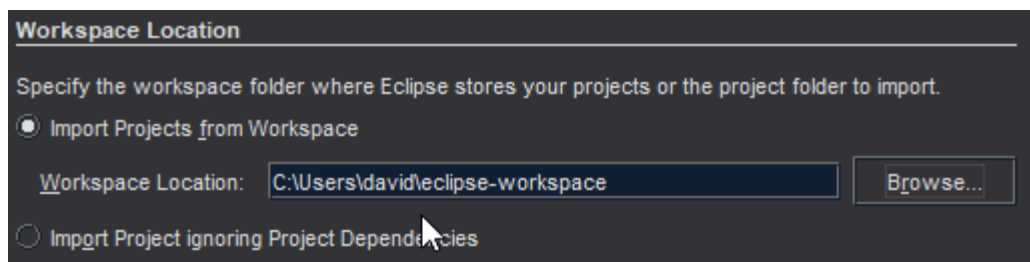 Workspace Location
Specify the workspace folder where Eclipse stores your projects or the project folder to import.
Import Projects from Workspace
Workspace Location: C:\Users\david\eclipse-workspace Browse...
Import Project ignoring Project Dependencies